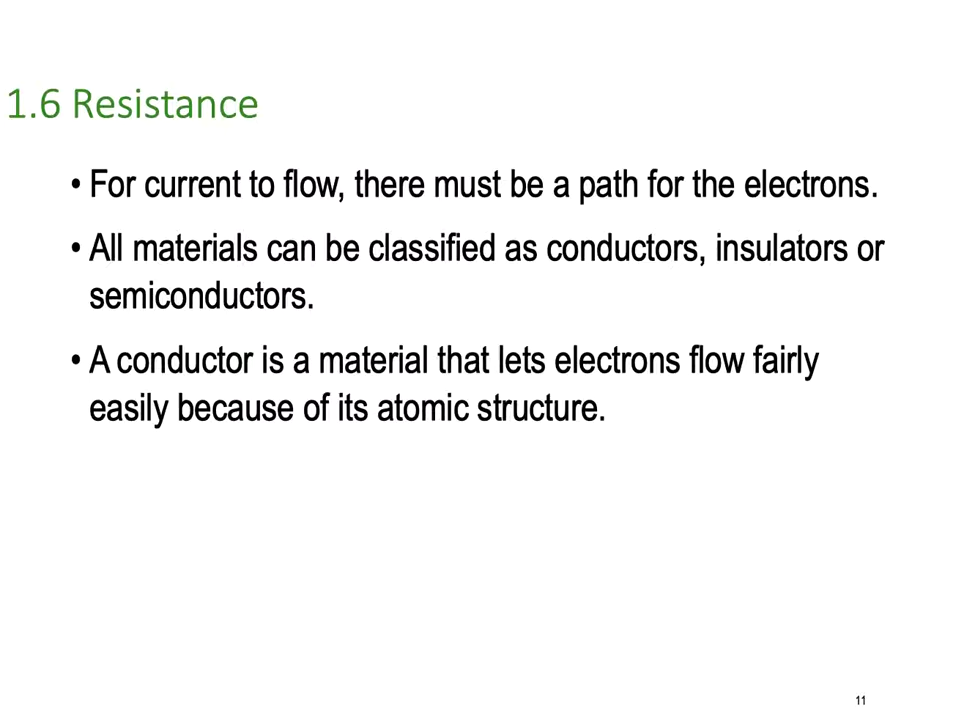 1.6 Resistance
• For current to flow, there must be a path for the electrons.
• All materials can be classified as conductors, insulators or
semiconductors.
• A conductor is a material that lets electrons flow fairly
easily because of its atomic structure.
11